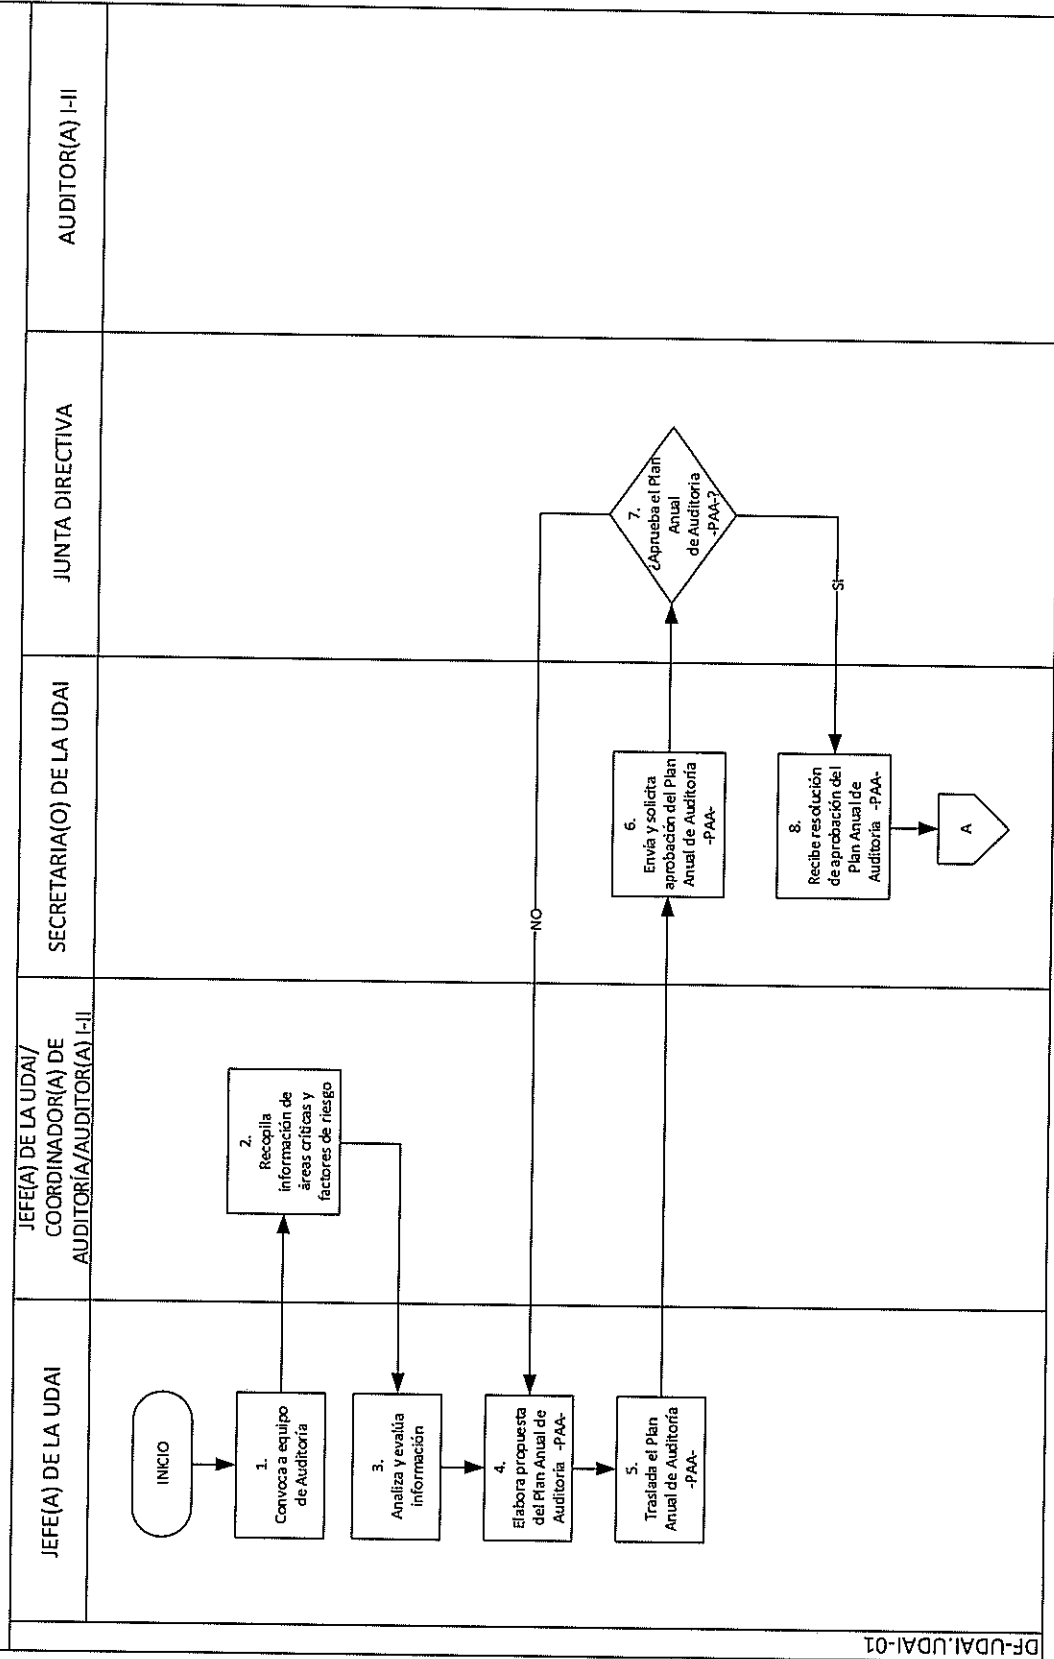 JEFE(A) DE LA UDAI
JEFE(A) DE LA UDAI/
COORDINADOR(A) DE
AUDITORÍA/AUDITOR(A) I-II
SECRETARIA(O) DE LA UDAI
JUNTA DIRECTIVA
AUDITOR(A) I-II
INICIO
1.
Convoca a equipo
de Auditoría
2.
Recopila
información de
áreas críticas y
factores de riesgo
3.
Analiza y evalúa
información
4.
Elabora propuesta
del Plan Anual de
Auditoría -PAA-
5.
Traslada el Plan
Anual de Auditoría
-PAA-
6.
Envía y solicita
aprobación del Plan
Anual de Auditoría
-PAA-
7.
¿Aprueba el Plan
Anual
de Auditoria
-PAA-?
NO
SI
8.
Recibe resolución
de aprobación del
Plan Anual de
Auditoría -PAA-
A
DF-UDAI.UDAI-01